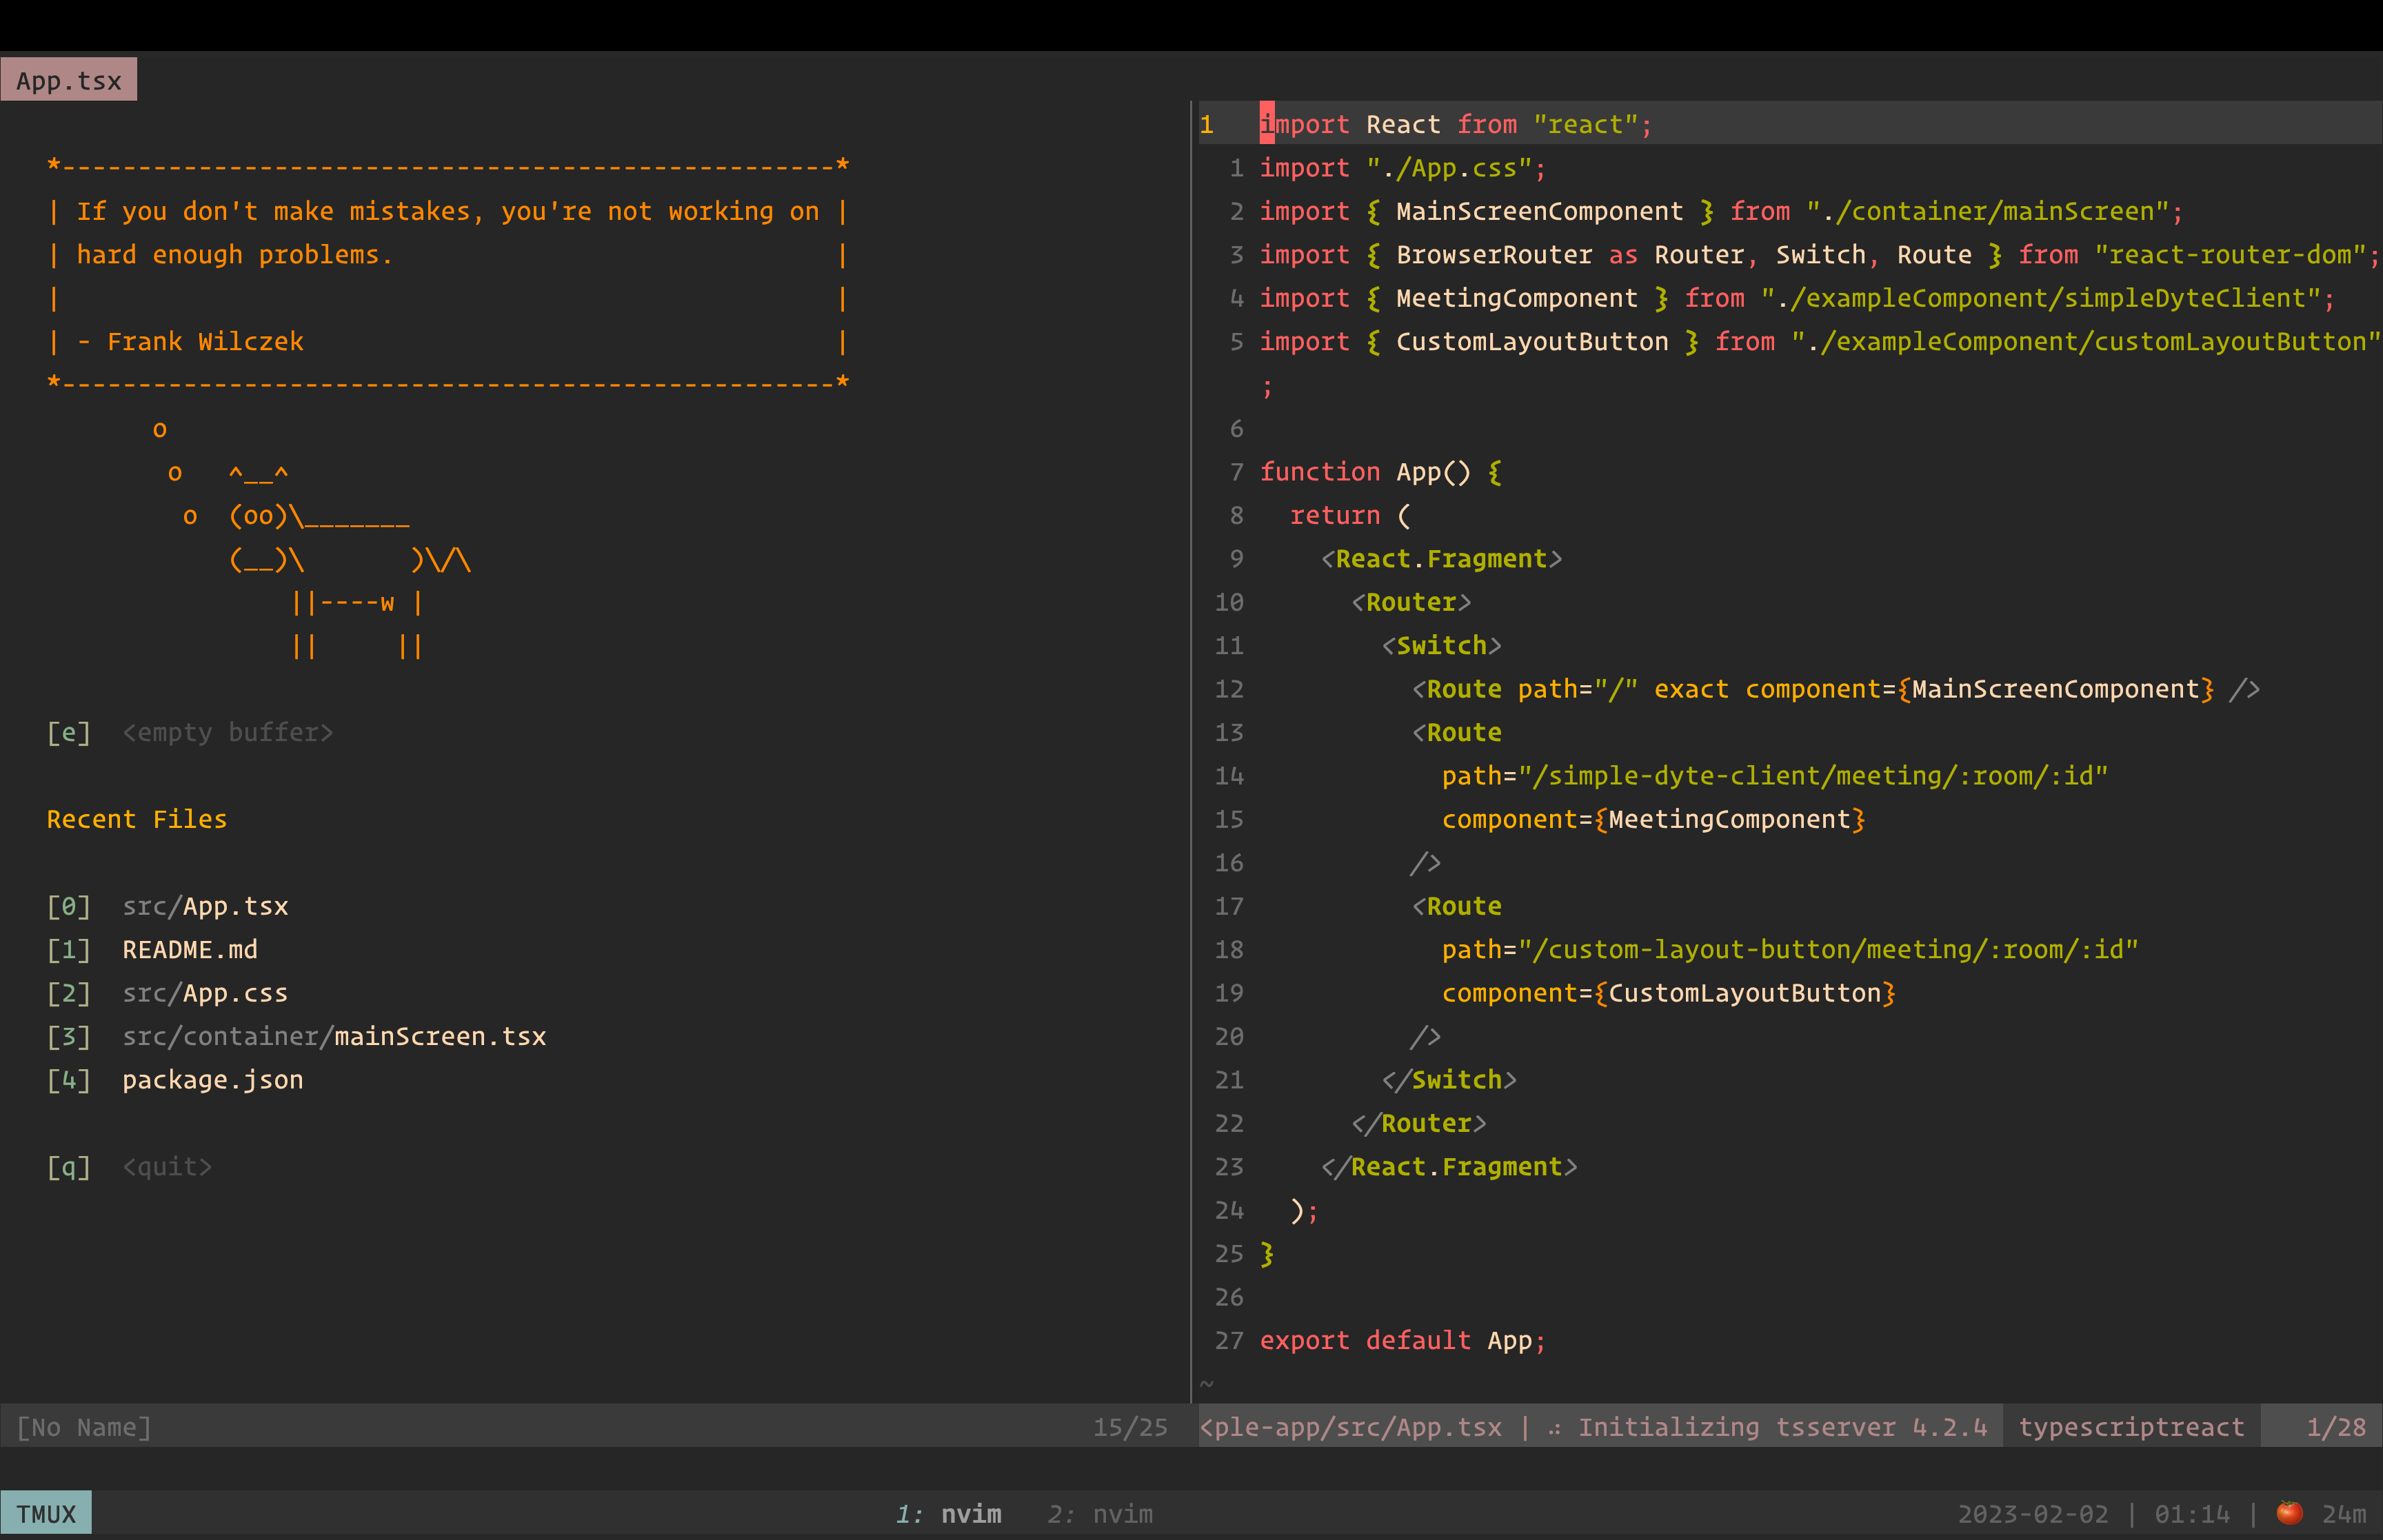 App.tsx
*---------------------------------------------------*
| If you don't make mistakes, you're not working on |
| hard enough problems.                             |
|                                                   |
| - Frank Wilczek                                   |
*---------------------------------------------------*
       o
        o   ^__^
         o  (oo)\_______
            (__)\       )\/\
                ||----w |
                ||     ||
[e]  <empty buffer>
Recent Files
[0]  src/App.tsx
[1]  README.md
[2]  src/App.css
[3]  src/container/mainScreen.tsx
[4]  package.json
[q]  <quit>
1   import React from "react";
  1 import "./App.css";
  2 import { MainScreenComponent } from "./container/mainScreen";
  3 import { BrowserRouter as Router, Switch, Route } from "react-router-dom";
  4 import { MeetingComponent } from "./exampleComponent/simpleDyteClient";
  5 import { CustomLayoutButton } from "./exampleComponent/customLayoutButton"
    ;
  6
  7 function App() {
  8   return (
  9     <React.Fragment>
 10       <Router>
 11         <Switch>
 12           <Route path="/" exact component={MainScreenComponent} />
 13           <Route
 14             path="/simple-dyte-client/meeting/:room/:id"
 15             component={MeetingComponent}
 16           />
 17           <Route
 18             path="/custom-layout-button/meeting/:room/:id"
 19             component={CustomLayoutButton}
 20           />
 21         </Switch>
 22       </Router>
 23     </React.Fragment>
 24   );
 25 }
 26
 27 export default App;
~
[No Name] 15/25
<ple-app/src/App.tsx | ⠴ Initializing tsserver 4.2.4 typescriptreact 1/28
TMUX 1: nvim 2: nvim 2023-02-02 | 01:14 | 🍅 24m